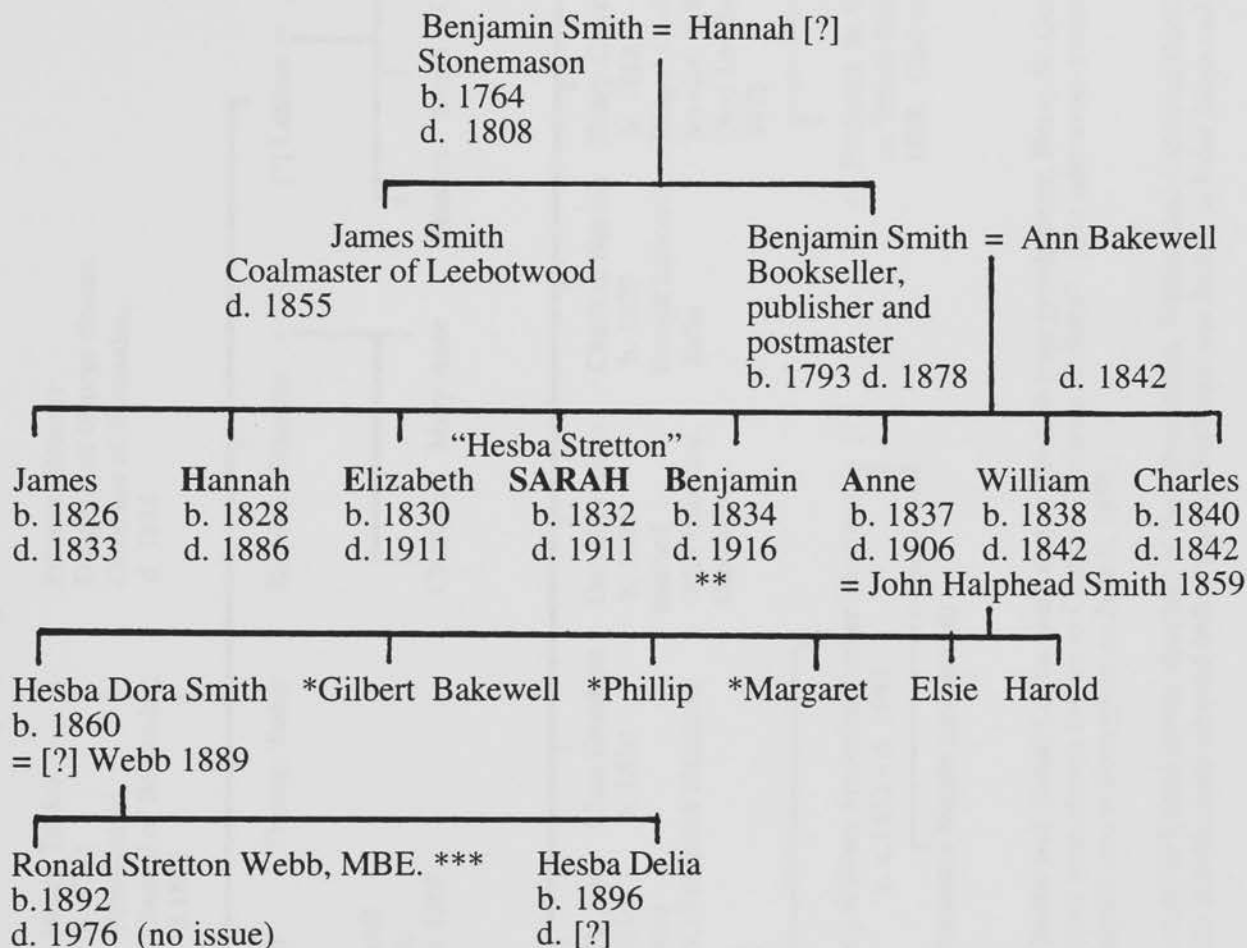 Benjamin Smith = Hannah [?]
Stonemason
b. 1764
d. 1808
James Smith
Coalmaster of Leebotwood
d. 1855
Benjamin Smith = Ann Bakewell
Bookseller,
publisher and
postmaster
b. 1793 d. 1878 d. 1842
"Hesba Stretton"
James Hannah Elizabeth SARAH Benjamin Anne William Charles
b. 1826 b. 1828 b. 1830 b. 1832 b. 1834 b. 1837 b. 1838 b. 1840
d. 1833 d. 1886 d. 1911 d. 1911 d. 1916 d. 1906 d. 1842 d. 1842
** = John Halphead Smith 1859
Hesba Dora Smith *Gilbert Bakewell *Phillip *Margaret Elsie Harold
b. 1860
= [?] Webb 1889
Ronald Stretton Webb, MBE. *** Hesba Delia
b.1892 b. 1896
d. 1976 (no issue) d. [?]